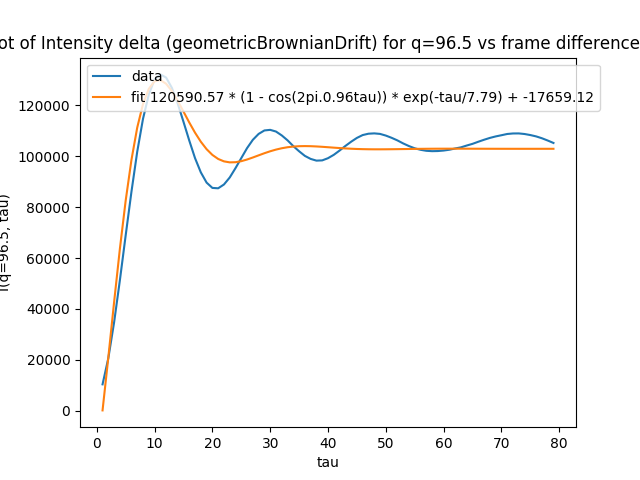 ot of Intensity delta (geometricBrownianDrift) for q=96.5 vs frame difference
data
fit 120590.57 * (1 - cos(2pi.0.96tau)) * exp(-tau/7.79) + -17659.12
120000
100000
80000
60000
40000
20000
0
I(q=96.5, tau)
0 10 20 30 40 50 60 70 80
tau